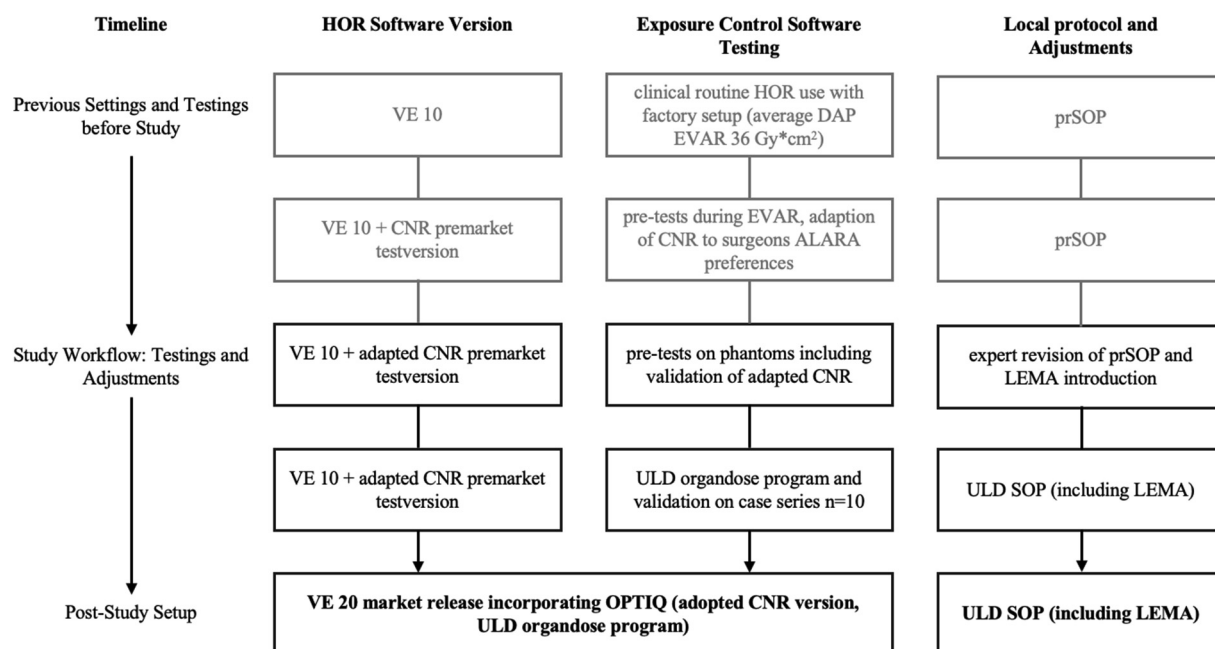 Timeline
HOR Software Version
Exposure Control Software
Testing
Local protocol and
Adjustments
Previous Settings and Testings
before Study
VE 10
clinical routine HOR use with
factory setup (average DAP
EVAR 36 Gy*cm²)
prSOP
VE 10 + CNR premarket
testversion
pre-tests during EVAR, adaption
of CNR to surgeons ALARA
preferences
prSOP
Study Workflow: Testings and
Adjustments
VE 10 + adapted CNR premarket
testversion
pre-tests on phantoms including
validation of adapted CNR
expert revision of prSOP and
LEMA introduction
VE 10 + adapted CNR premarket
testversion
ULD organdose program and
validation on case series n=10
ULD SOP (including LEMA)
Post-Study Setup
VE 20 market release incorporating OPTIQ (adopted CNR version,
ULD organdose program)
ULD SOP (including LEMA)